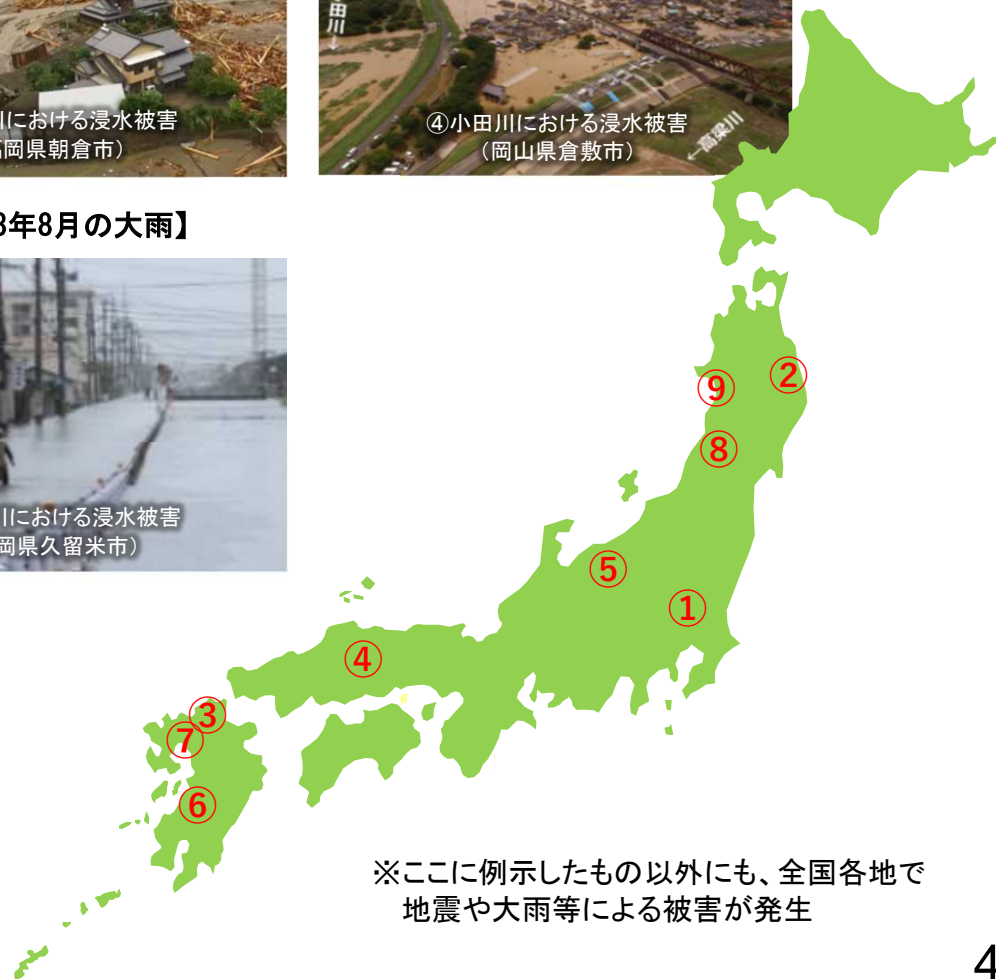 田川
→
川における浸水被害
岡県朝倉市）
④小田川における浸水被害
（岡山県倉敷市）
←高梁川
3年8月の大雨】
川における浸水被害
岡県久留米市）
②
⑨
⑧
⑤
①
④
③
⑦
⑥
※ここに例示したもの以外にも、全国各地で
地震や大雨等による被害が発生
4